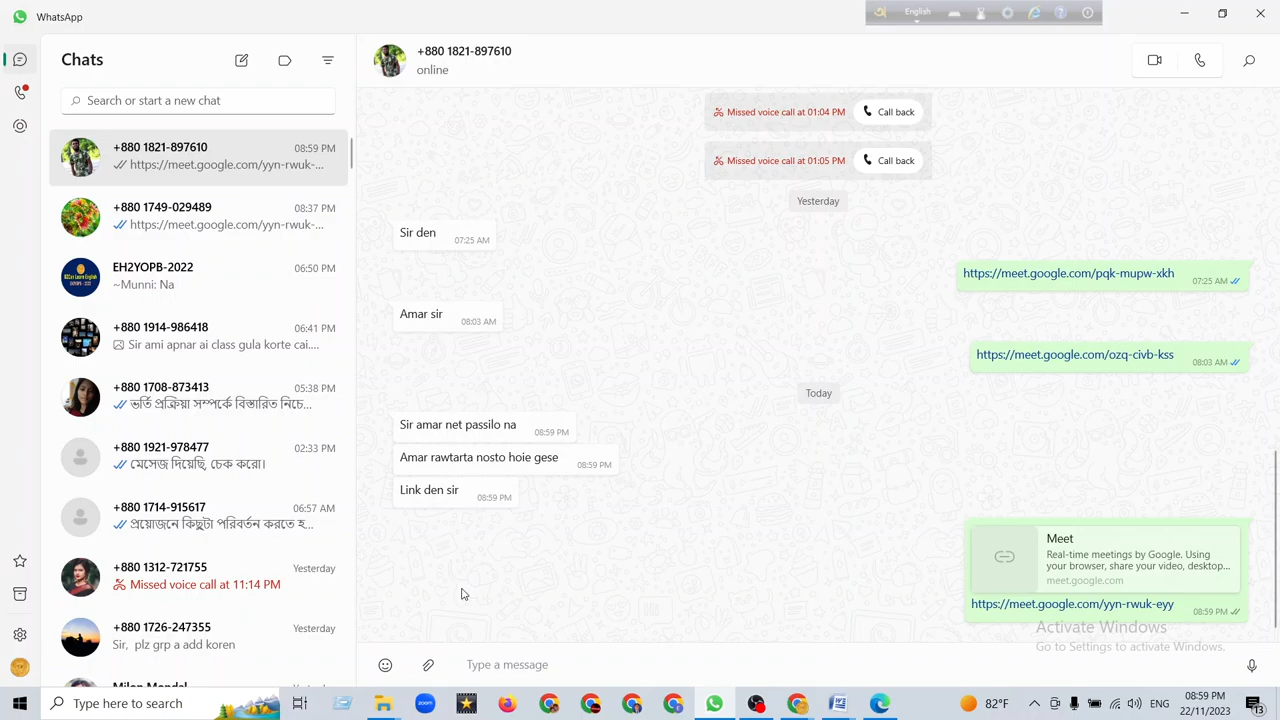 WhatsApp
English
Chats
Search or start a new chat
+880 1821-897610
08:59 PM
https://meet.google.com/yyn-rwuk-...
+880 1749-029489
08:37 PM
https://meet.google.com/yyn-rwuk-...
EH2YOPB-2022
06:50 PM
~Munni: Na
+880 1914-986418
06:41 PM
Sir ami apnar ai class gula korte cai....
+880 1708-873413
05:38 PM
ভর্তি প্রক্রিয়া সম্পর্কে বিস্তারিত নিচে...
+880 1921-978477
02:33 PM
মেসেজ দিয়েছি, চেক করো।
+880 1714-915617
06:57 AM
প্রয়োজনে কিছুটা পরিবর্তন করতে হ...
+880 1312-721755
Yesterday
Missed voice call at 11:14 PM
+880 1726-247355
Yesterday
Sir, plz grp a add koren
Milon Mondol
+880 1821-897610
online
Missed voice call at 01:04 PM
Call back
Missed voice call at 01:05 PM
Call back
Yesterday
Sir den
07:25 AM
https://meet.google.com/pqk-mupw-xkh
07:25 AM
Amar sir
08:03 AM
https://meet.google.com/ozq-civb-kss
08:03 AM
Today
Sir amar net passilo na
08:59 PM
Amar rawtarta nosto hoie gese
08:59 PM
Link den sir
08:59 PM
Meet
Real-time meetings by Google. Using
your browser, share your video, desktop...
meet.google.com
https://meet.google.com/yyn-rwuk-eyy
08:59 PM
Activate Windows
Go to Settings to activate Windows.
Type a message
Type here to search
zoom
82°F
ENG
08:59 PM
22/11/2023
13